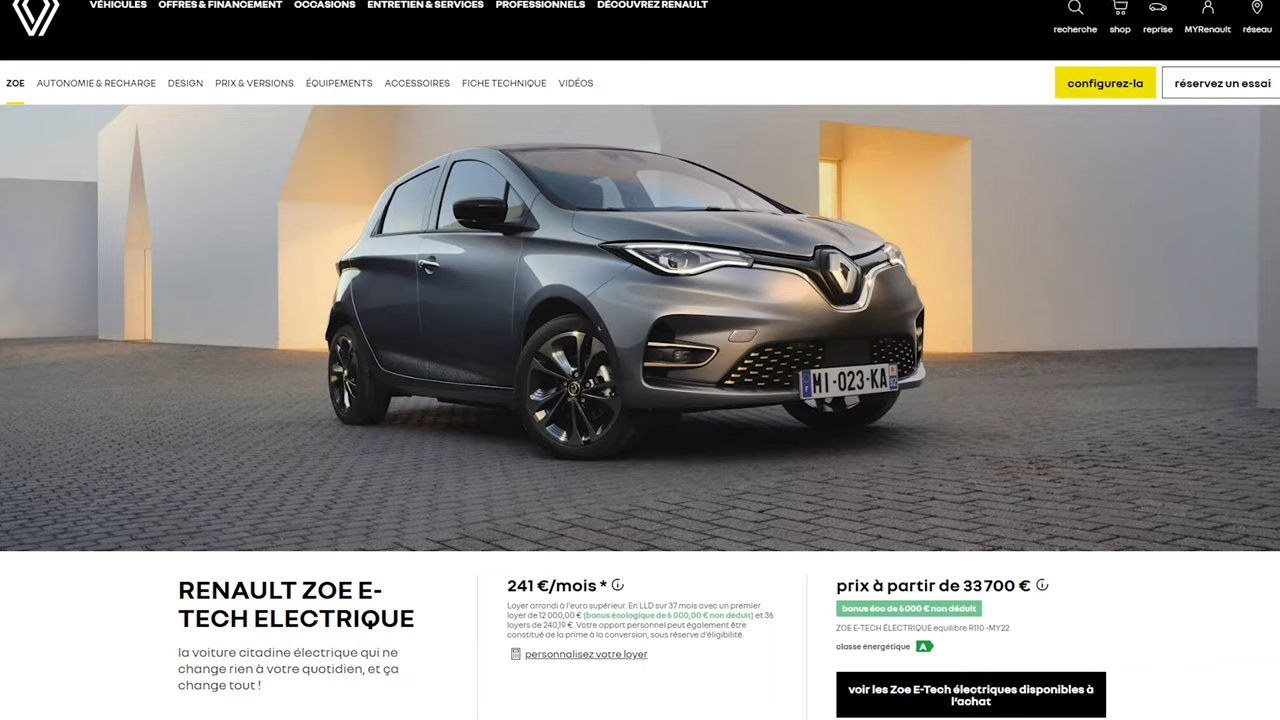 VÉHICULES OFFRES & FINANCEMENT OCCASIONS ENTRETIEN & SERVICES PROFESSIONNELS DÉCOUVREZ RENAULT
recherche shop reprise MYRenault réseau
ZOE AUTONOMIE & RECHARGE DESIGN PRIX & VERSIONS ÉQUIPEMENTS ACCESSOIRES FICHE TECHNIQUE VIDÉOS
configurez-la
réservez un essai
MI-023-KA
RENAULT ZOE E-
TECH ELECTRIQUE
la voiture citadine électrique qui ne
change rien à votre quotidien, et ça
change tout !
241 €/mois *
Loyer arrondi à l'euro supérieur. En LLD sur 37 mois avec un premier
loyer de 12 000,00 € (bonus écologique de 6 000,00 € non déduit) et 36
loyers de 240,19 €. Votre apport personnel peut également être
constitué de la prime à la conversion, sous réserve d'éligibilité.
personnalisez votre loyer
prix à partir de 33 700 €
bonus éco de 6 000 € non déduit
ZOE E-TECH ÉLECTRIQUE equilibre R110 -MY22
classe énergétique A
voir les Zoe E-Tech électriques disponibles à
l'achat